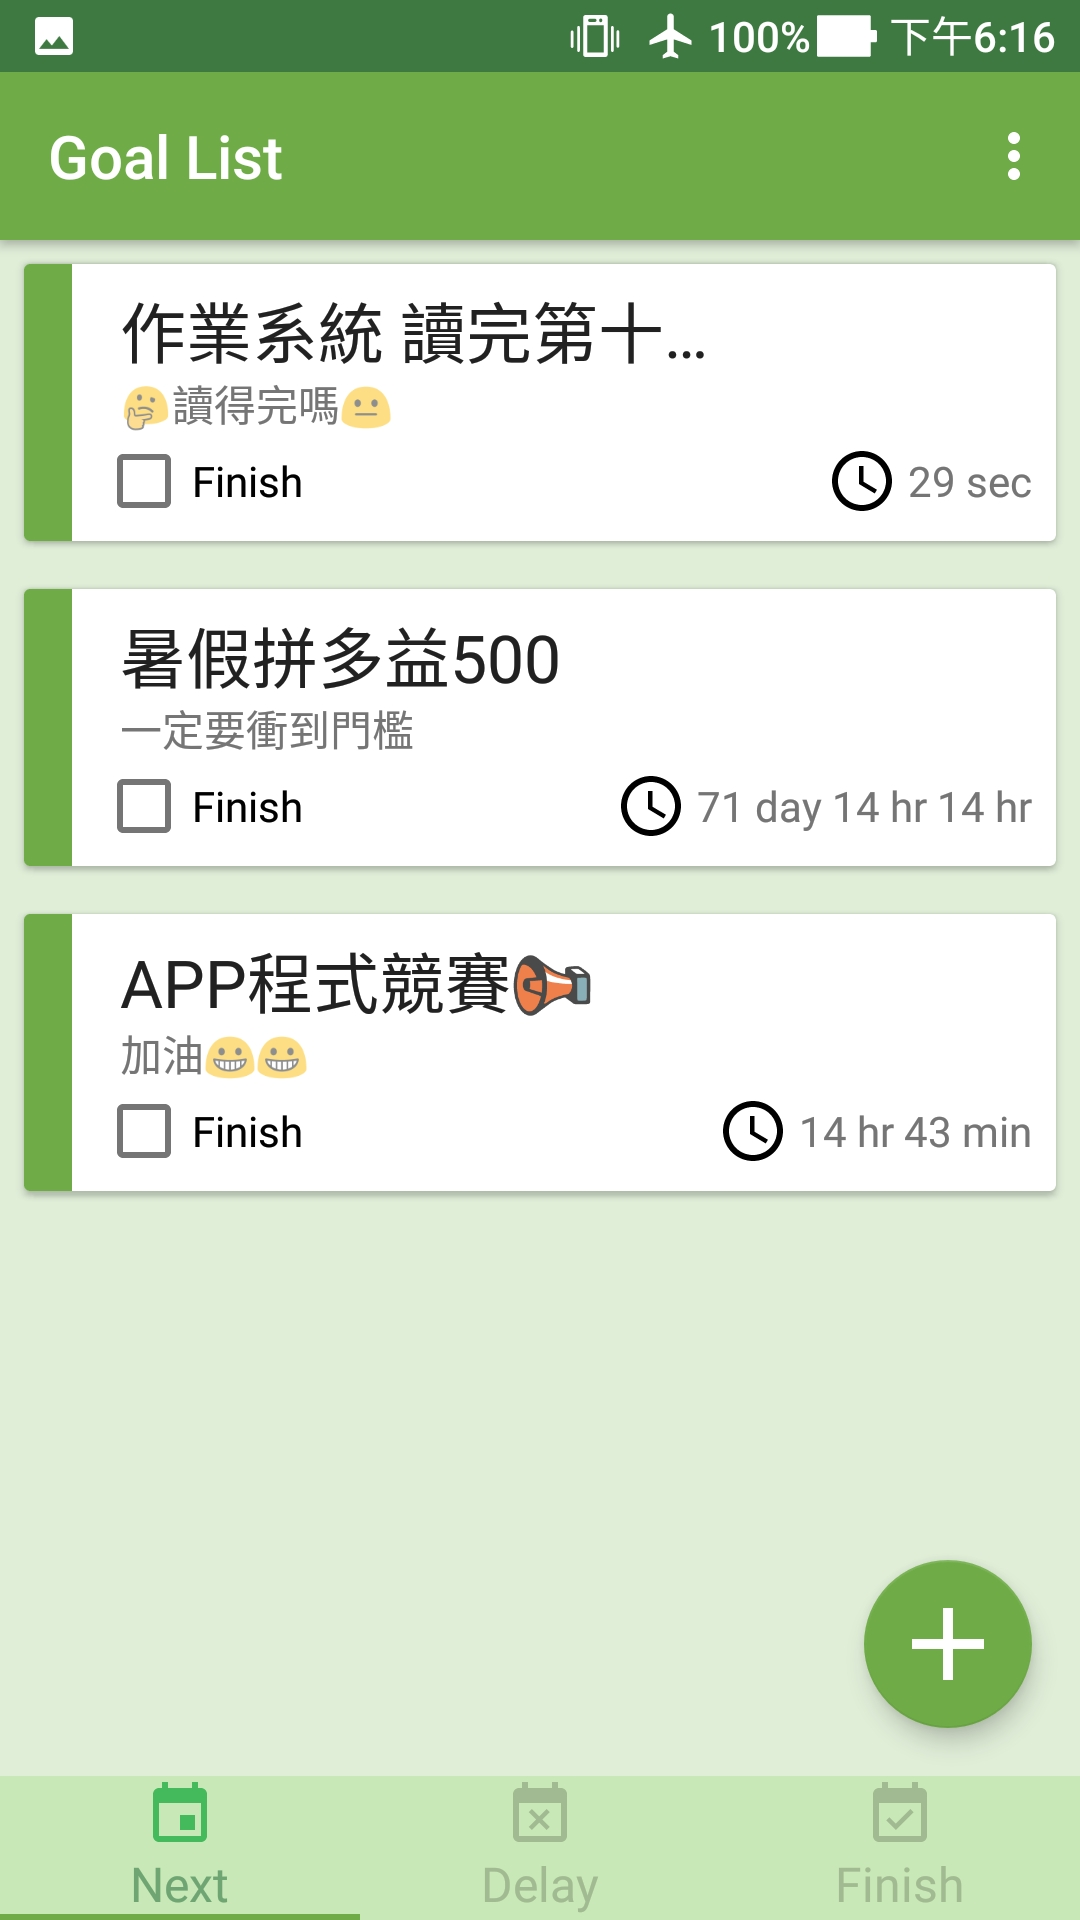 100% 下午6:16
Goal List
作業系統 讀完第十...
🤔讀得完嗎😐
Finish 29 sec
暑假拼多益500
一定要衝到門檻
Finish 71 day 14 hr 14 hr
APP程式競賽📢
加油😀😀
Finish 14 hr 43 min
Next Delay Finish